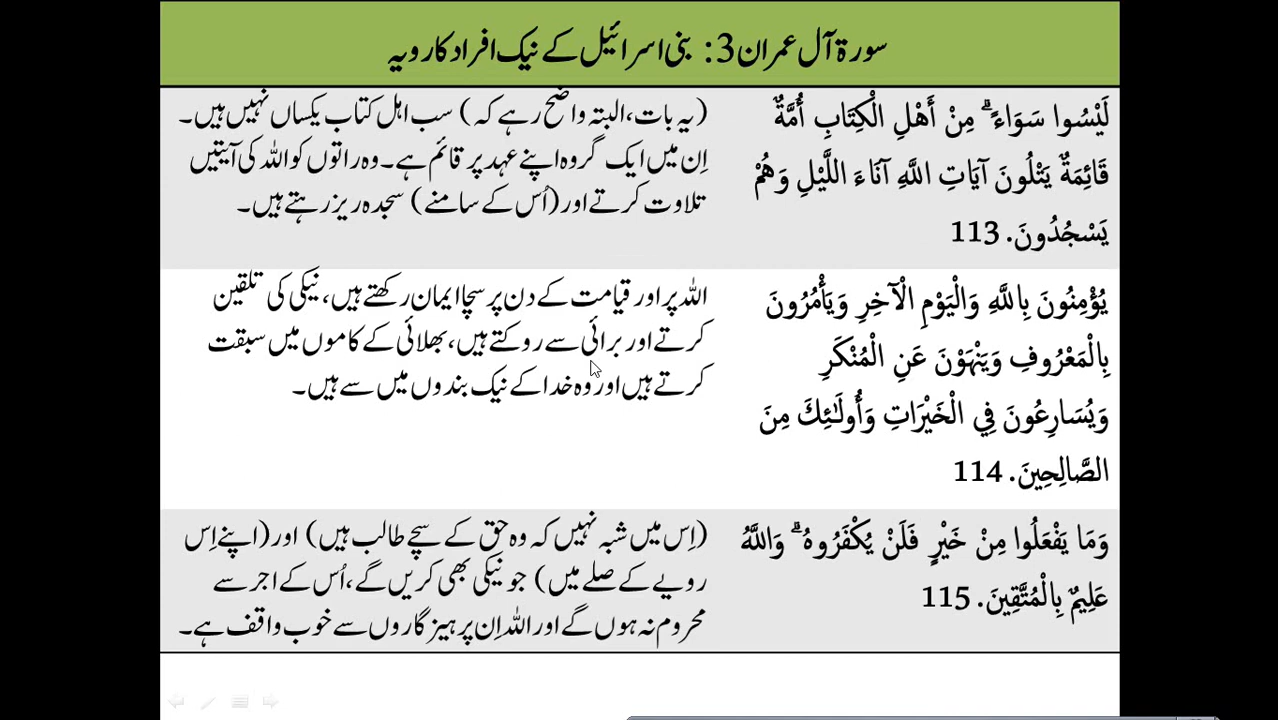 سورۃ آل عمران 3: بنی اسرائیل کے نیک افراد کا رویہ
لَيْسُوا سَوَاءً ۗ مِنْ أَهْلِ الْكِتَابِ أُمَّةٌ
قَائِمَةٌ يَتْلُونَ آيَاتِ اللَّهِ آنَاءَ اللَّيْلِ وَهُمْ
يَسْجُدُونَ. 113
(یہ بات، البتہ واضح رہے کہ) سب اہل کتاب یکساں نہیں ہیں۔
اِن میں ایک گروہ اپنے عہد پر قائم ہے۔ وہ راتوں کو اللہ کی آیتیں
تلاوت کرتے اور (اُس کے سامنے) سجدہ ریز رہتے ہیں۔
يُؤْمِنُونَ بِاللَّهِ وَالْيَوْمِ الْآخِرِ وَيَأْمُرُونَ
بِالْمَعْرُوفِ وَيَنْهَوْنَ عَنِ الْمُنْكَرِ
وَيُسَارِعُونَ فِي الْخَيْرَاتِ وَأُولَـٰئِكَ مِنَ
الصَّالِحِينَ. 114
اللہ پر اور قیامت کے دن پر سچا ایمان رکھتے ہیں، نیکی کی تلقین
کرتے اور برائی سے روکتے ہیں، بھلائی کے کاموں میں سبقت
کرتے ہیں اور وہ خدا کے نیک بندوں میں سے ہیں۔
وَمَا يَفْعَلُوا مِنْ خَيْرٍ فَلَنْ يُكْفَرُوهُ ۗ وَاللَّهُ
عَلِيمٌ بِالْمُتَّقِينَ. 115
(اِس میں شبہ نہیں کہ وہ حق کے سچے طالب ہیں) اور (اپنے اِس
رویے کے صلے میں) جو نیکی بھی کریں گے، اُس کے اجر سے
محروم نہ ہوں گے اور اللہ اِن پرہیزگاروں سے خوب واقف ہے۔